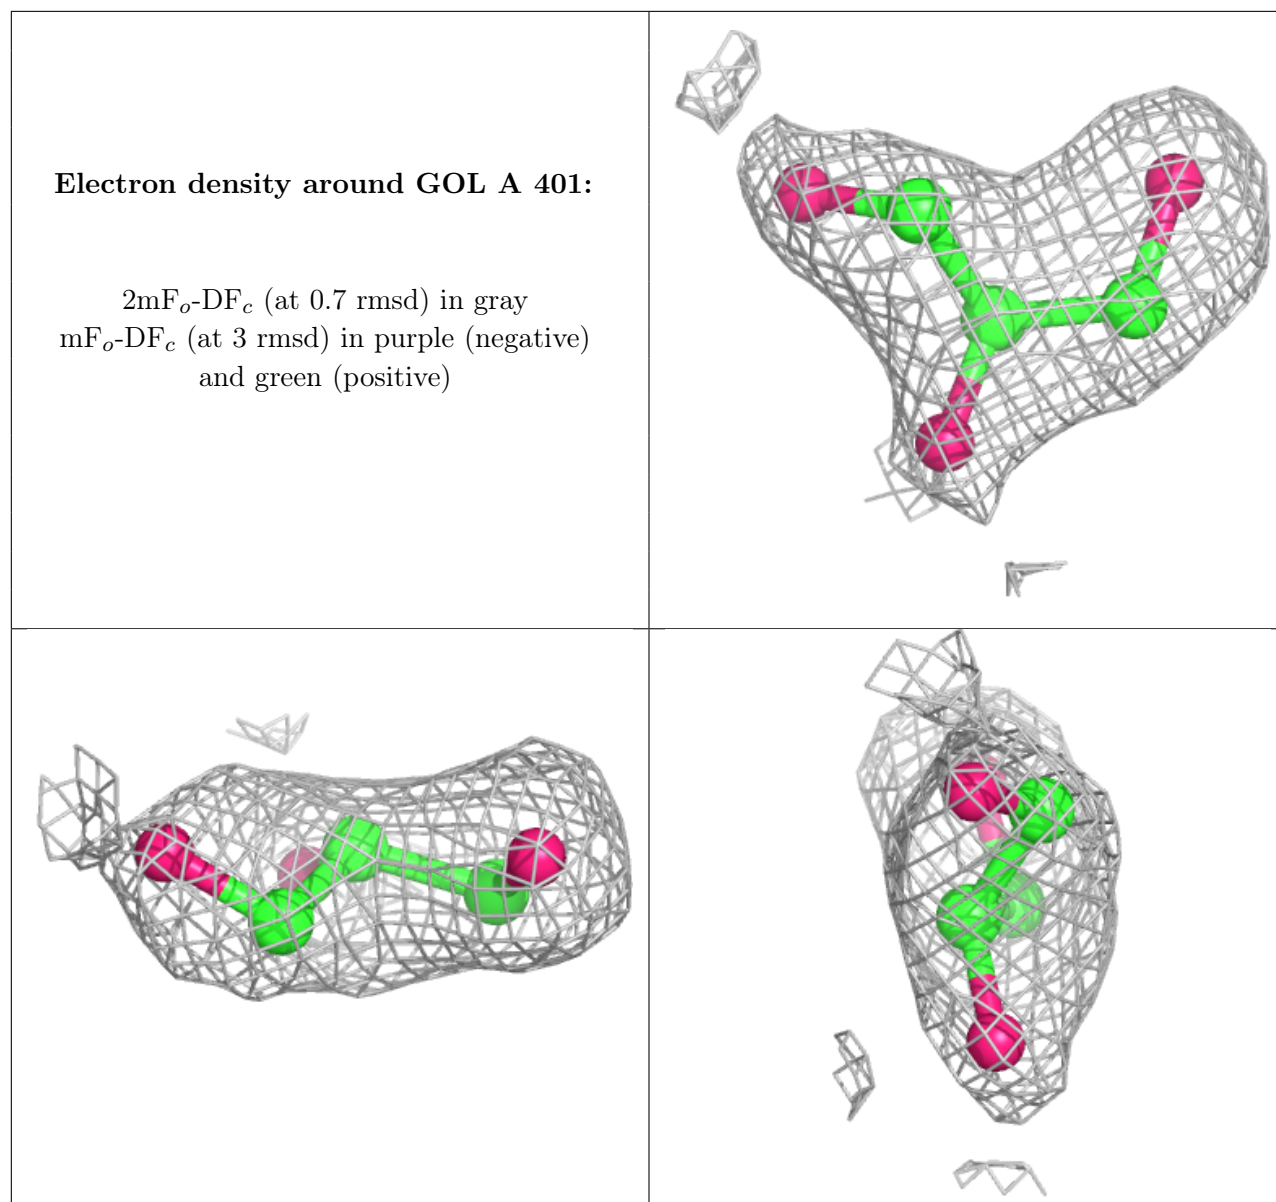 Electron density around GOL A 401:
2mFo-DFc (at 0.7 rmsd) in gray
mFo-DFc (at 3 rmsd) in purple (negative)
and green (positive)